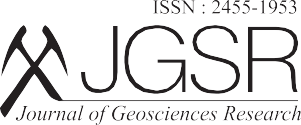 ISSN : 2455-1953
JGSR
Journal of Geosciences Research